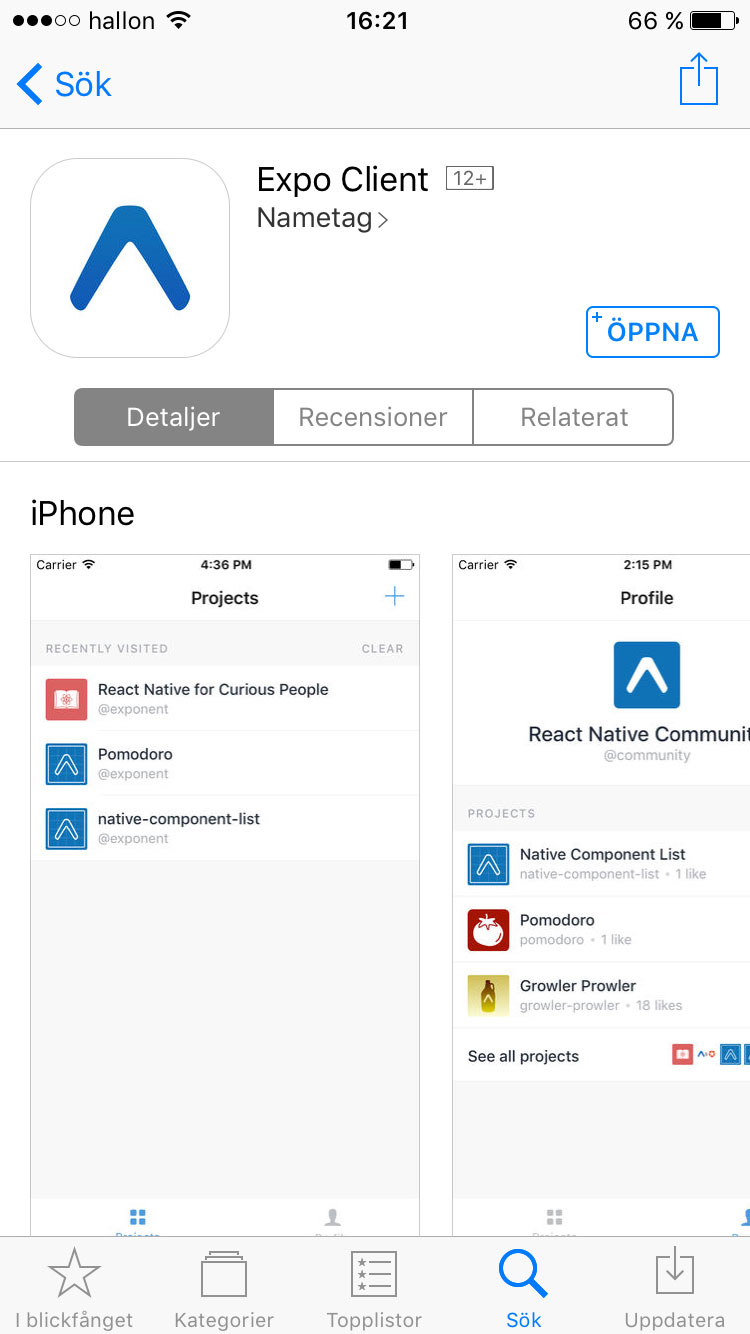 hallon 16:21 66 %
Sök
Expo Client 12+
Nametag >
+ ÖPPNA
Detaljer Recensioner Relaterat
iPhone
Carrier 4:36 PM
Projects +
RECENTLY VISITED CLEAR
React Native for Curious People
@exponent
Pomodoro
@exponent
native-component-list
@exponent
Carrier 2:15 PM
Profile
React Native Communit
@community
PROJECTS
Native Component List
native-component-list • 1 like
Pomodoro
pomodoro • 1 like
Growler Prowler
growler-prowler • 18 likes
See all projects
I blickfånget Kategorier Topplistor Sök Uppdatera